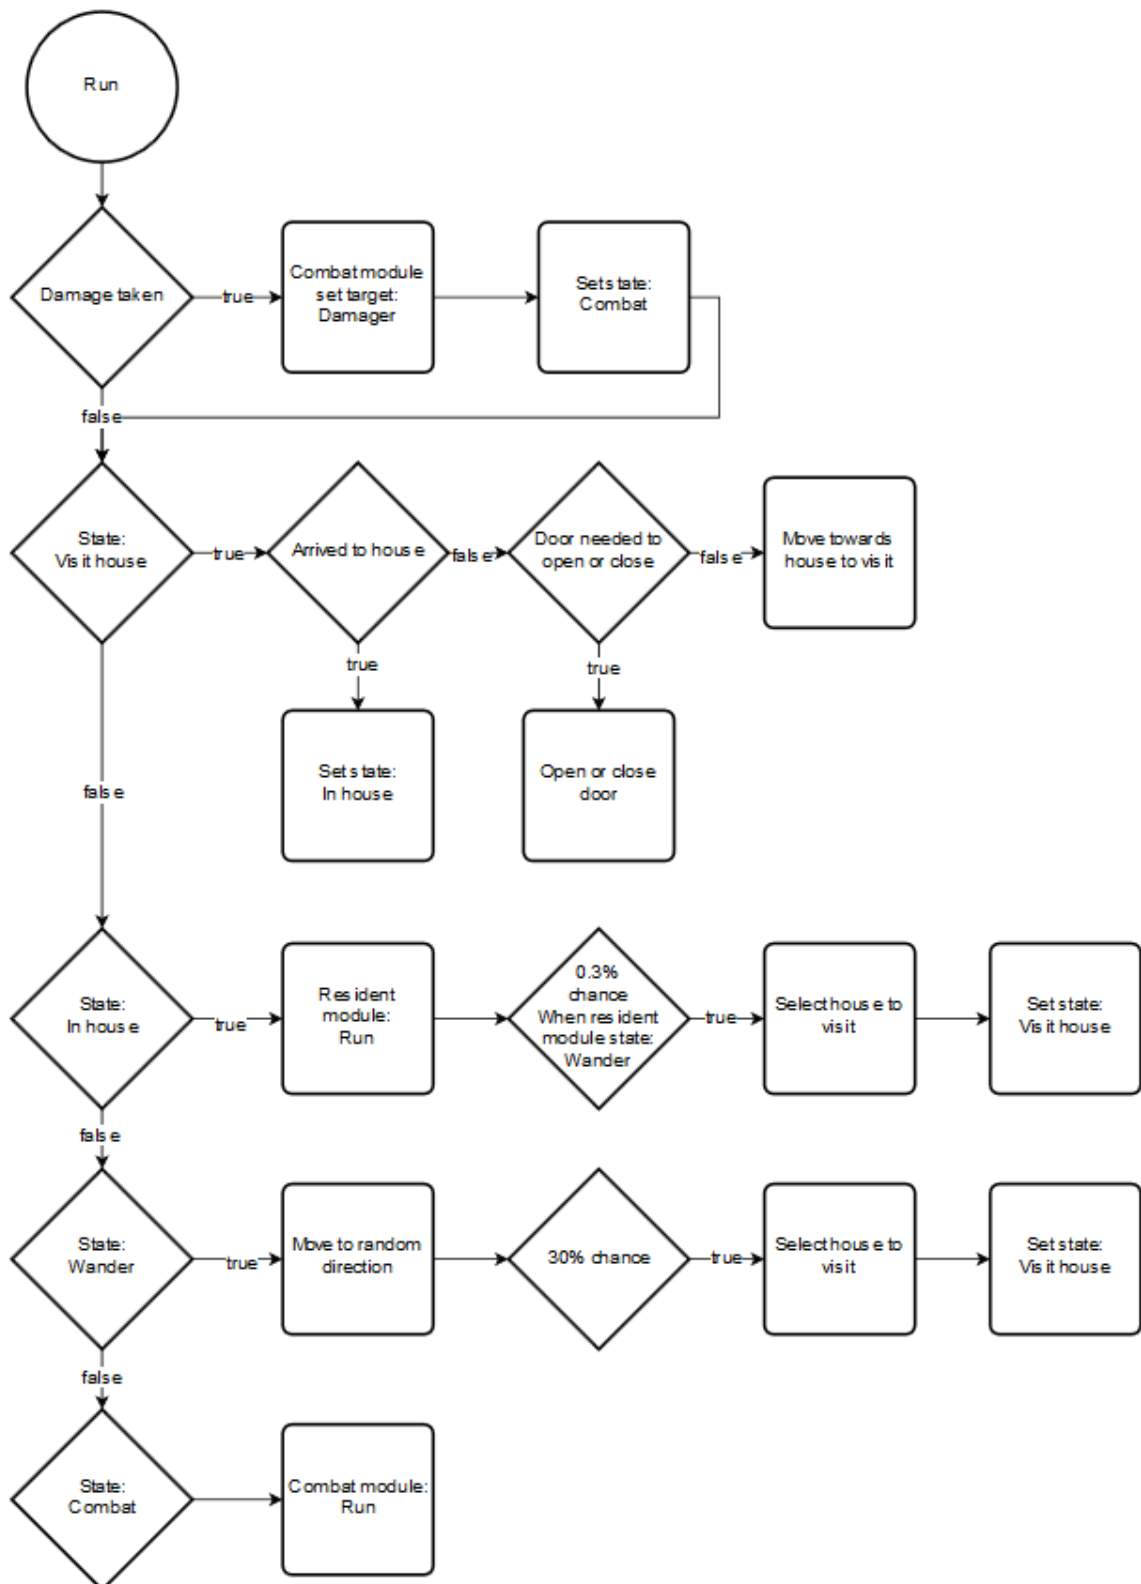 Run
Damage taken
true
Combat module
set target:
Damager
Set state:
Combat
false
State:
Visit house
true
Arrived to house
false
Door needed to
open or close
false
Move towards
house to visit
true
true
Set state:
In house
Open or close
door
false
State:
In house
true
Resident
module:
Run
0.3%
chance
When resident
module state:
Wander
true
Select house to
visit
Set state:
Visit house
false
State:
Wander
true
Move to random
direction
30% chance
true
Select house to
visit
Set state:
Visit house
false
State:
Combat
Combat module:
Run